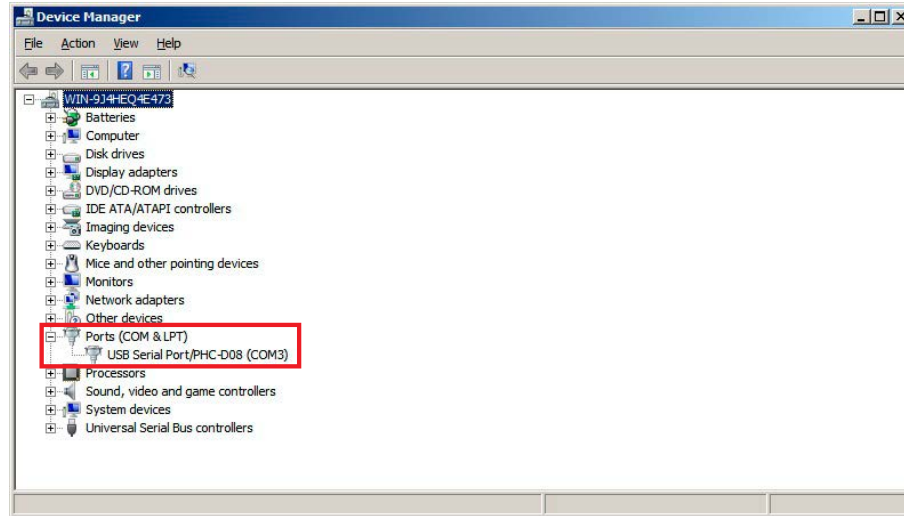 Device Manager
File Action View Help
WIN-9J4HEQ4E473
Batteries
Computer
Disk drives
Display adapters
DVD/CD-ROM drives
IDE ATA/ATAPI controllers
Imaging devices
Keyboards
Mice and other pointing devices
Monitors
Network adapters
Other devices
Ports (COM & LPT)
USB Serial Port/PHC-D08 (COM3)
Processors
Sound, video and game controllers
System devices
Universal Serial Bus controllers